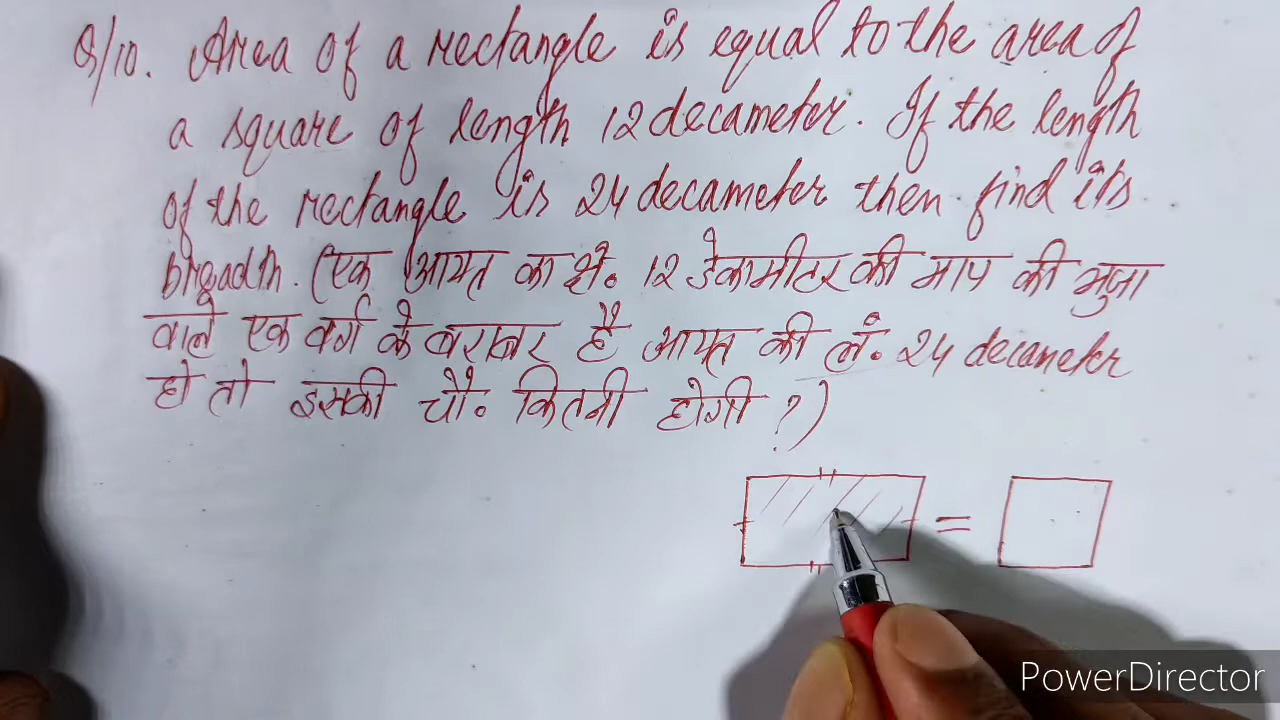 Q/10. Area of a rectangle is equal to the area of
a square of length 12 decameter. If the length
of the rectangle is 24 decameter then find its
breadth. (एक आयत का क्षे. 12 डेकामीटर की माप की भुजा
वाले एक वर्ग के बराबर है आयत की लं. 24 decameter
हो तो इसकी चौ. कितनी होगी ?)
=
PowerDirector